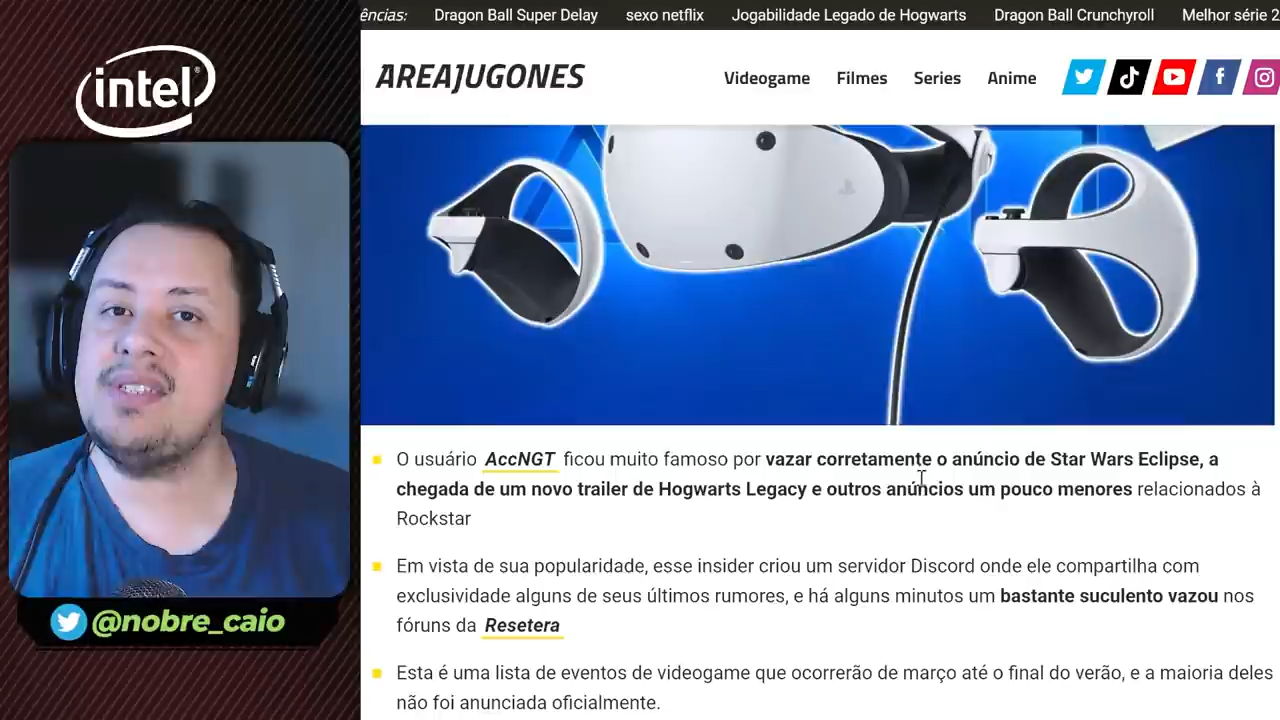 ências: Dragon Ball Super Delay sexo netflix Jogabilidade Legado de Hogwarts Dragon Ball Crunchyroll Melhor série 2
intel
AREAJUGONES Videogame Filmes Series Anime
O usuário AccNGT ficou muito famoso por vazar corretamente o anúncio de Star Wars Eclipse, a
chegada de um novo trailer de Hogwarts Legacy e outros anúncios um pouco menores relacionados à
Rockstar
Em vista de sua popularidade, esse insider criou um servidor Discord onde ele compartilha com
exclusividade alguns de seus últimos rumores, e há alguns minutos um bastante suculento vazou nos
fóruns da Resetera
Esta é uma lista de eventos de videogame que ocorrerão de março até o final do verão, e a maioria deles
não foi anunciada oficialmente.
@nobre_caio